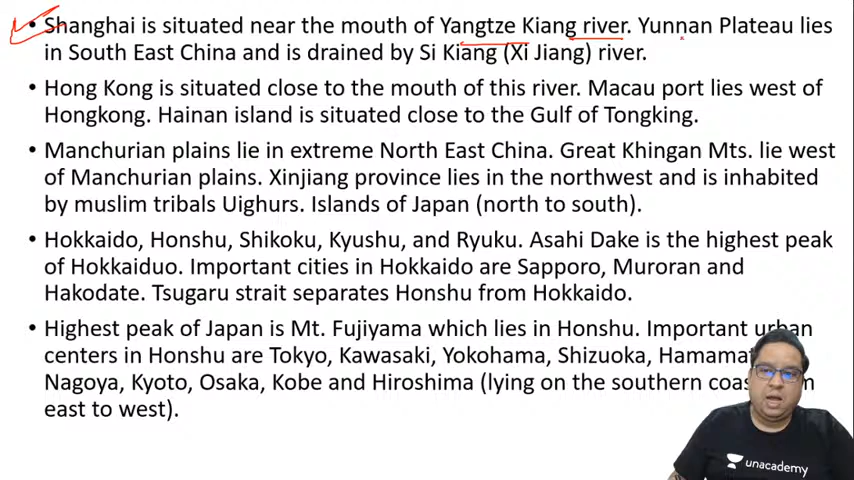 • Shanghai is situated near the mouth of Yangtze Kiang river. Yunnan Plateau lies
in South East China and is drained by Si Kiang (Xi Jiang) river.
• Hong Kong is situated close to the mouth of this river. Macau port lies west of
Hongkong. Hainan island is situated close to the Gulf of Tongking.
• Manchurian plains lie in extreme North East China. Great Khingan Mts. lie west
of Manchurian plains. Xinjiang province lies in the northwest and is inhabited
by muslim tribals Uighurs. Islands of Japan (north to south).
• Hokkaido, Honshu, Shikoku, Kyushu, and Ryuku. Asahi Dake is the highest peak
of Hokkaiduo. Important cities in Hokkaido are Sapporo, Muroran and
Hakodate. Tsugaru strait separates Honshu from Hokkaido.
• Highest peak of Japan is Mt. Fujiyama which lies in Honshu. Important urban
centers in Honshu are Tokyo, Kawasaki, Yokohama, Shizuoka,
Nagoya, Kyoto, Osaka, Kobe and Hiroshima (lying on the southern
east to west).
unacademy